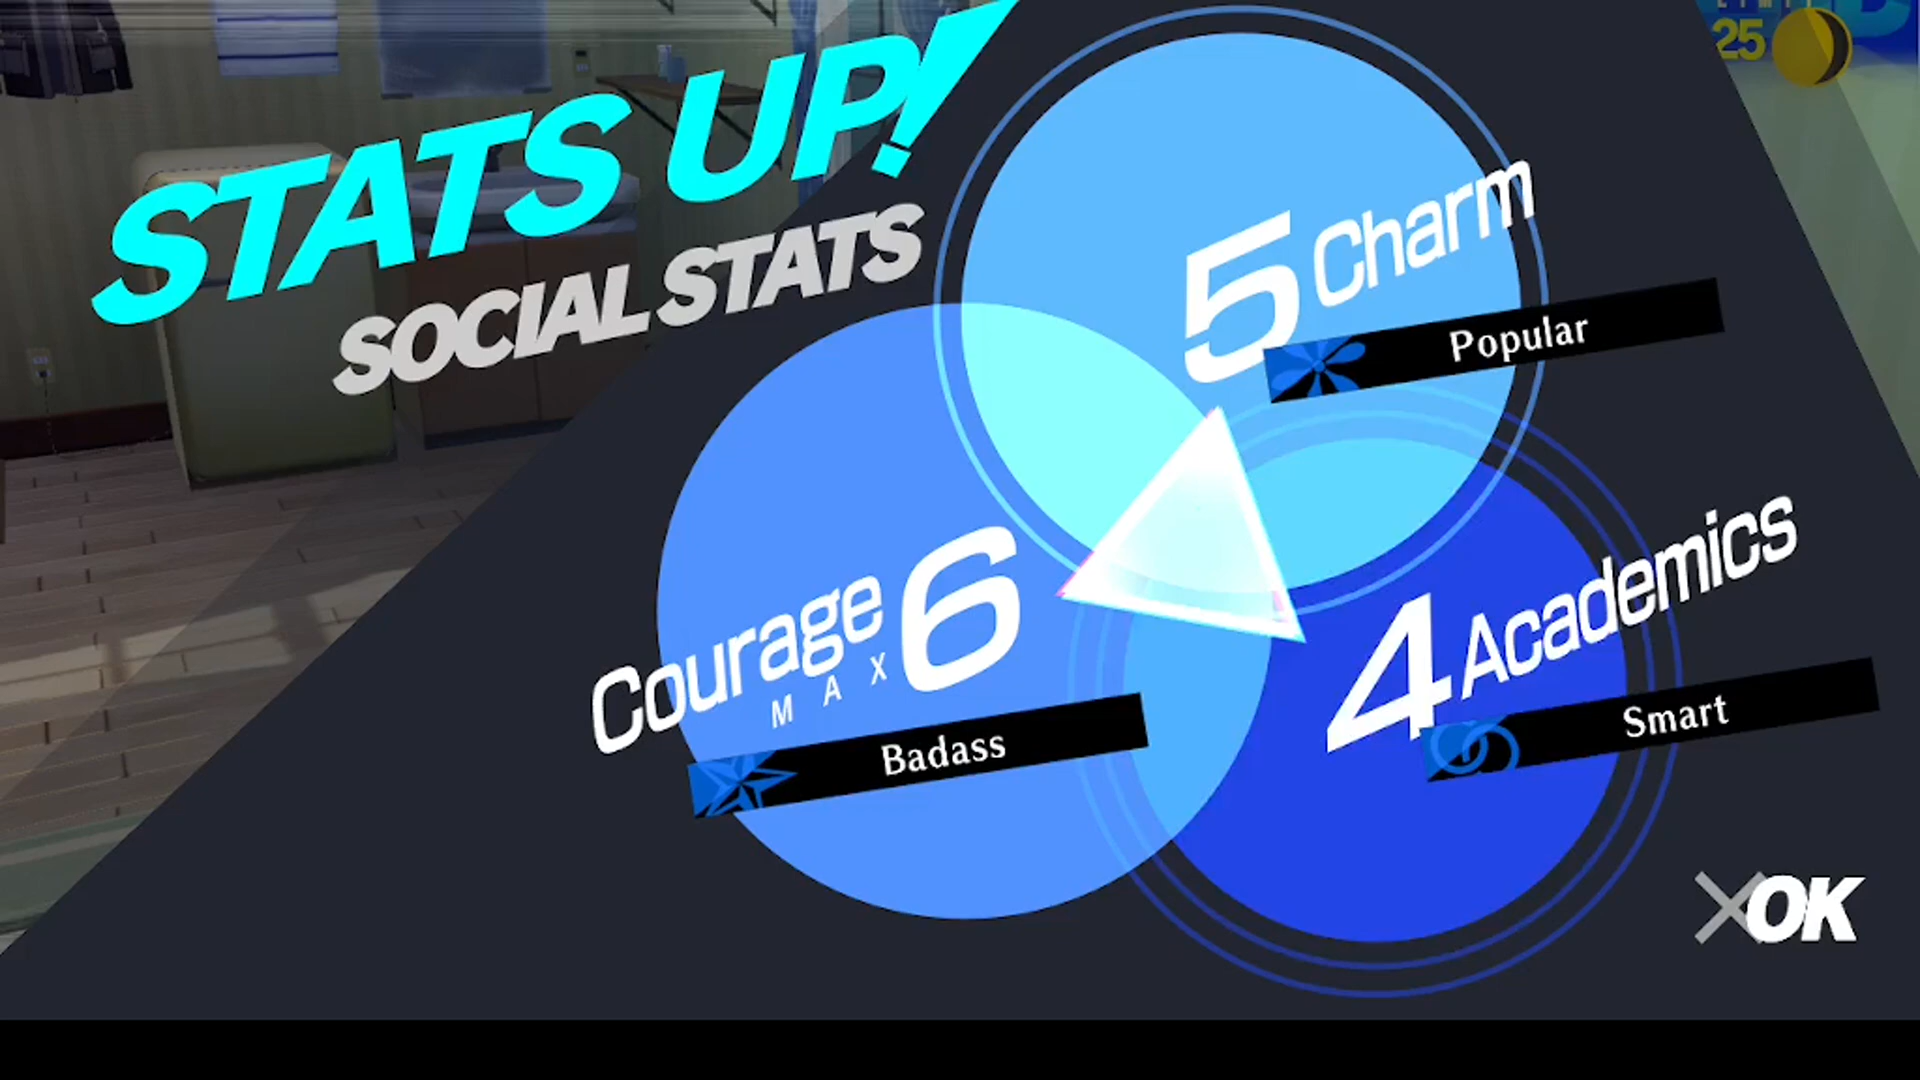 STATS UP!
SOCIAL STATS
25
5 Charm
Popular
Courage 6
MAX
Badass
4 Academics
Smart
OK